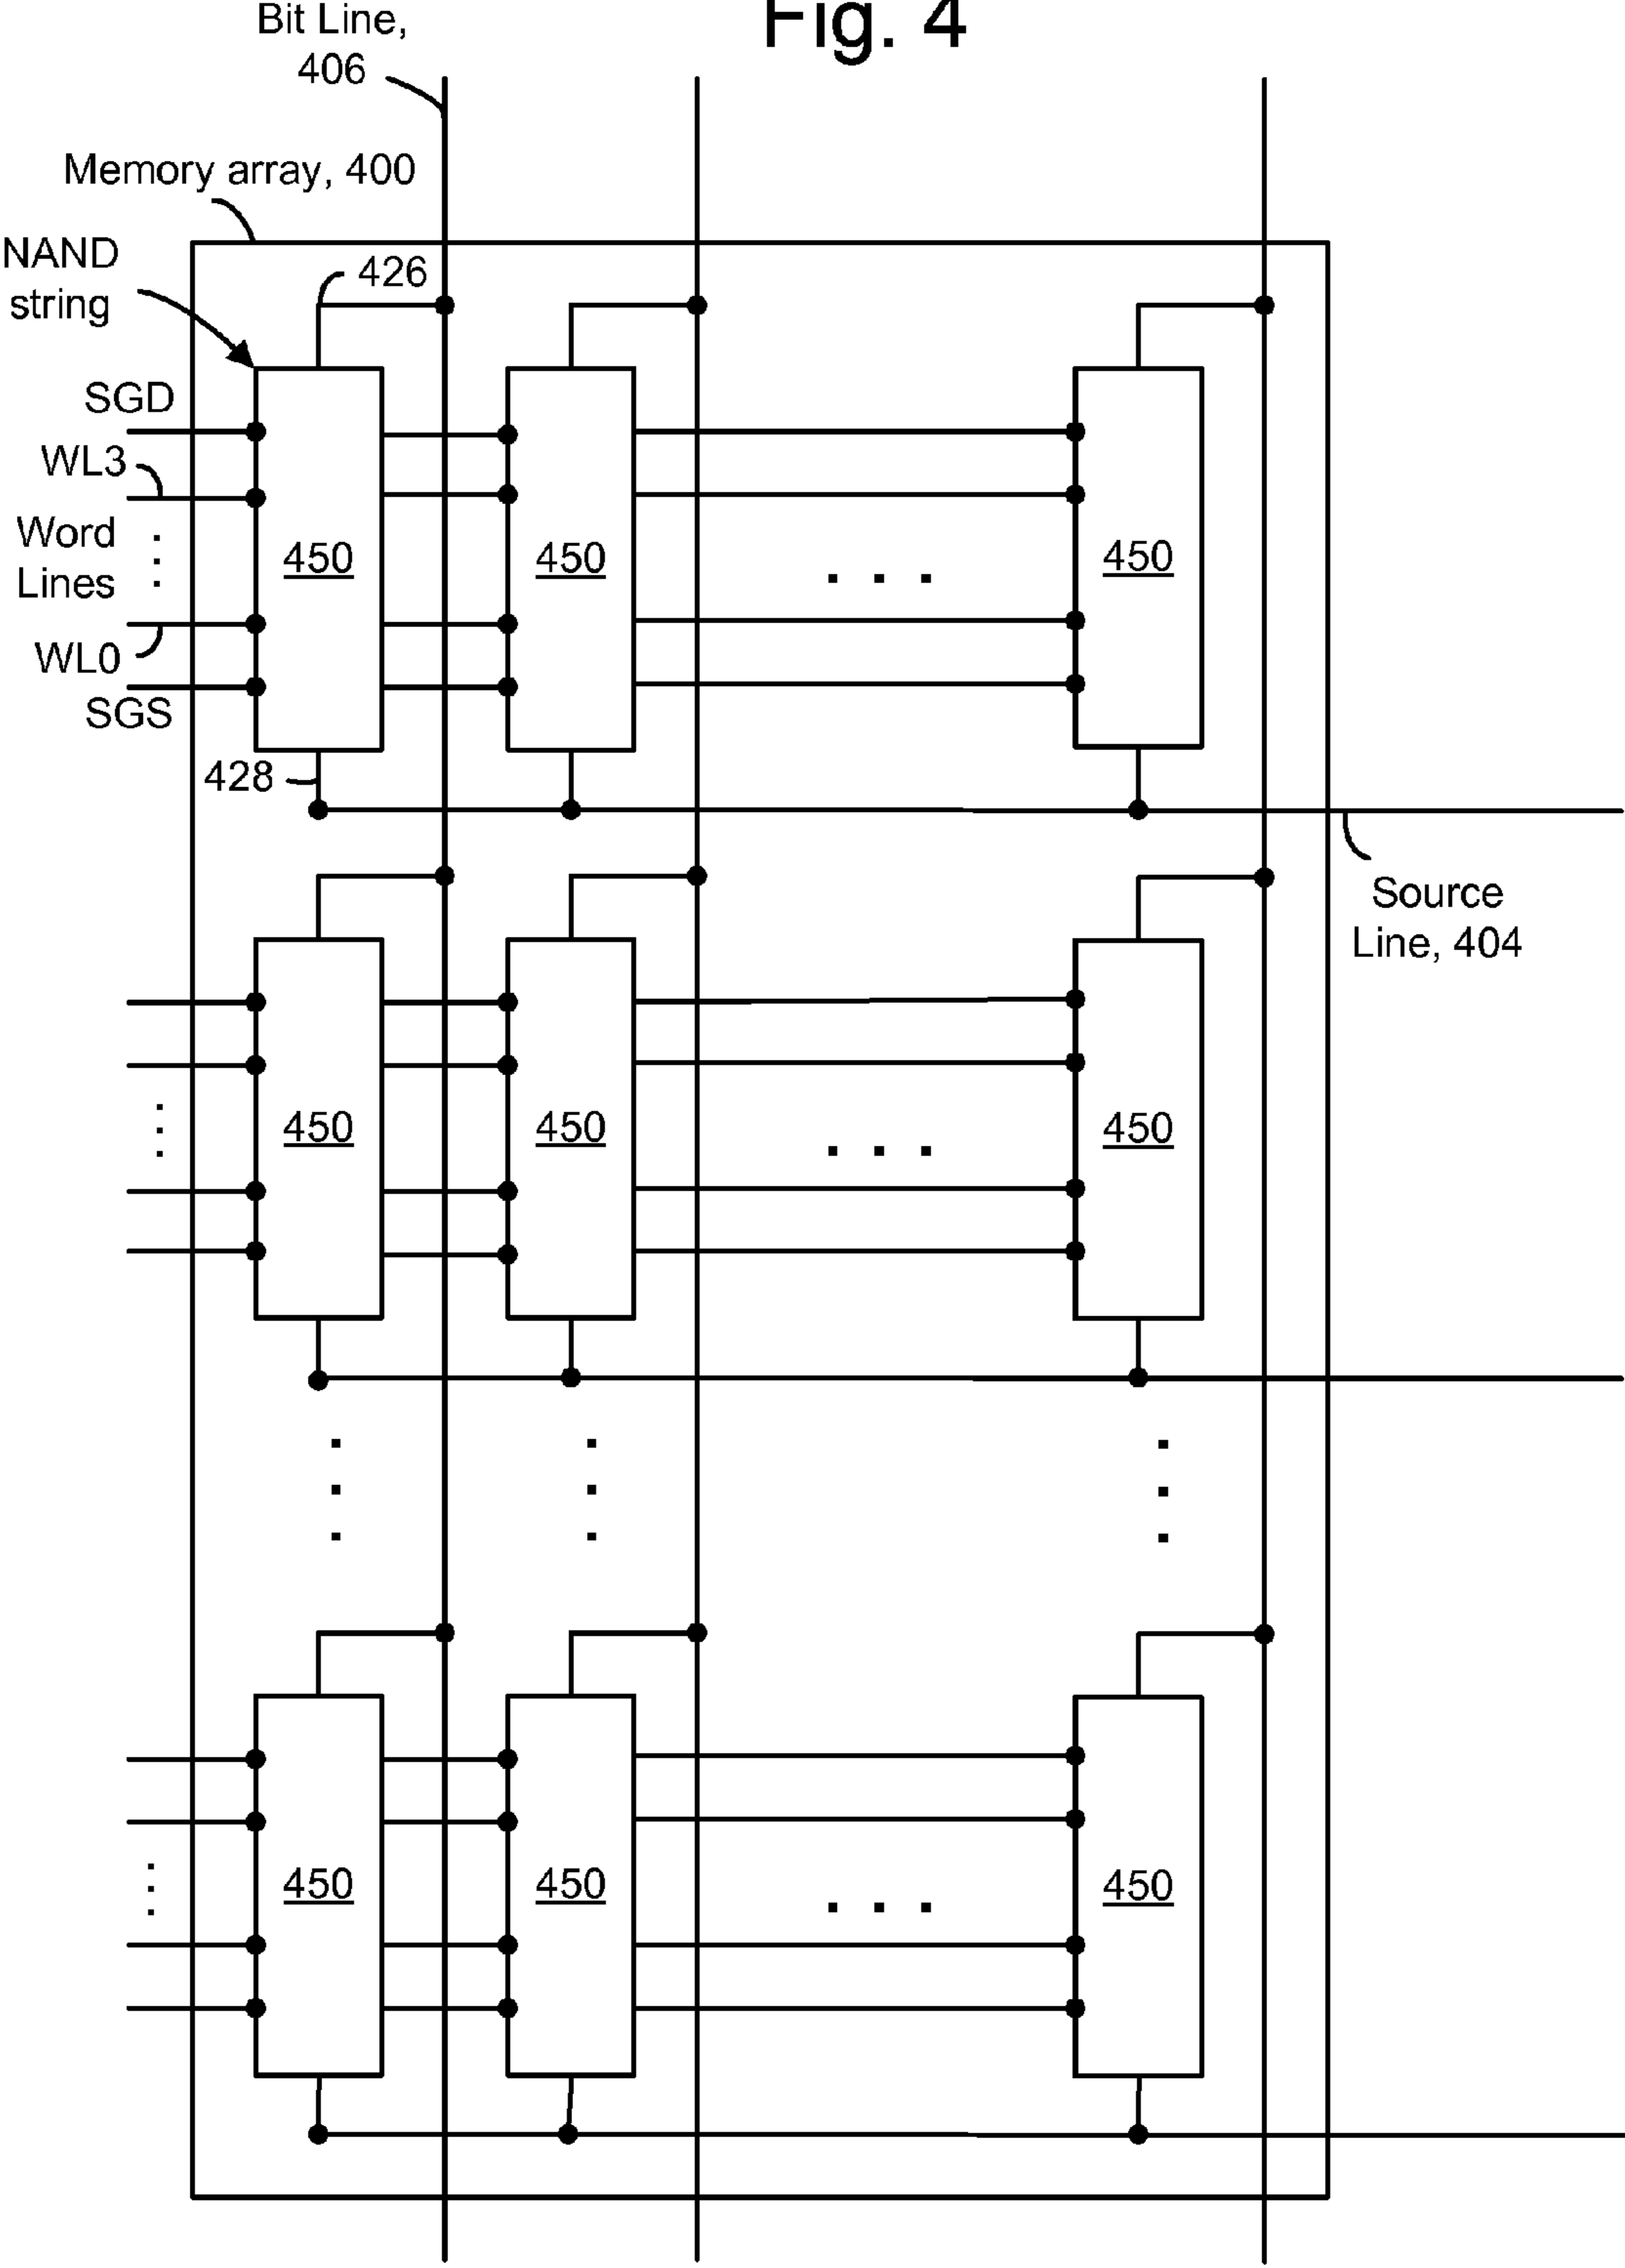 Fig. 4
Bit Line,
406
Memory array, 400
NAND
string
426
SGD
WL3
Word
Lines
WL0
SGS
450
450
. . .
450
428
Source
Line, 404
450
450
. . .
450
450
450
. . .
450